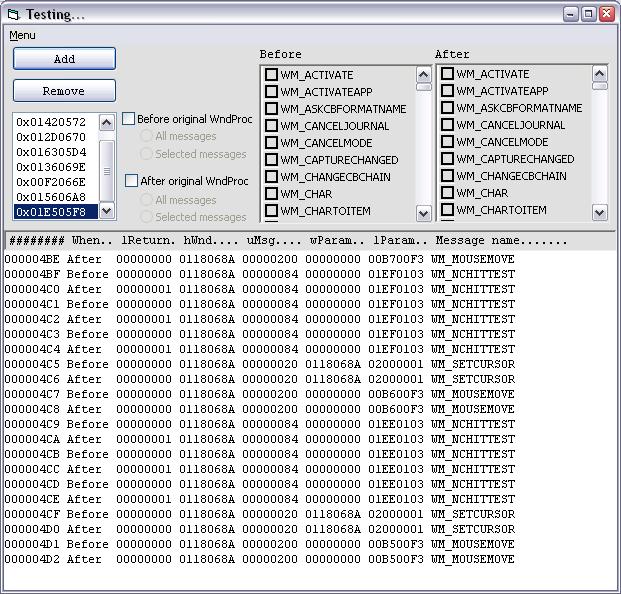 Testing...
Menu
Add
Remove
Before
After
0x01420572
0x012D0670
0x016305D4
0x0136069E
0x00F2066E
0x015606A8
0x01E505F8
Before original WndProc
All messages
Selected messages
After original WndProc
All messages
Selected messages
WM_ACTIVATE
WM_ACTIVATEAPP
WM_ASKCBFORMATNAME
WM_CANCELJOURNAL
WM_CANCELMODE
WM_CAPTURECHANGED
WM_CHANGECBCHAIN
WM_CHAR
WM_CHARTOITEM
WM_ACTIVATE
WM_ACTIVATEAPP
WM_ASKCBFORMATNAME
WM_CANCELJOURNAL
WM_CANCELMODE
WM_CAPTURECHANGED
WM_CHANGECBCHAIN
WM_CHAR
WM_CHARTOITEM
######## When.. lReturn. hWnd.... uMsg.... wParam.. lParam.. Message name.......
000004BE After 00000000 0118068A 00000200 00000000 00B700F3 WM_MOUSEMOVE
000004BF Before 00000000 0118068A 00000084 00000000 01EF0103 WM_NCHITTEST
000004C0 After 00000001 0118068A 00000084 00000000 01EF0103 WM_NCHITTEST
000004C1 Before 00000000 0118068A 00000084 00000000 01EF0103 WM_NCHITTEST
000004C2 After 00000001 0118068A 00000084 00000000 01EF0103 WM_NCHITTEST
000004C3 Before 00000000 0118068A 00000084 00000000 01EF0103 WM_NCHITTEST
000004C4 After 00000001 0118068A 00000084 00000000 01EF0103 WM_NCHITTEST
000004C5 Before 00000000 0118068A 00000020 0118068A 02000001 WM_SETCURSOR
000004C6 After 00000000 0118068A 00000020 0118068A 02000001 WM_SETCURSOR
000004C7 Before 00000000 0118068A 00000200 00000000 00B600F3 WM_MOUSEMOVE
000004C8 After 00000000 0118068A 00000200 00000000 00B600F3 WM_MOUSEMOVE
000004C9 Before 00000000 0118068A 00000084 00000000 01EE0103 WM_NCHITTEST
000004CA After 00000001 0118068A 00000084 00000000 01EE0103 WM_NCHITTEST
000004CB Before 00000000 0118068A 00000084 00000000 01EE0103 WM_NCHITTEST
000004CC After 00000001 0118068A 00000084 00000000 01EE0103 WM_NCHITTEST
000004CD Before 00000000 0118068A 00000084 00000000 01EE0103 WM_NCHITTEST
000004CE After 00000001 0118068A 00000084 00000000 01EE0103 WM_NCHITTEST
000004CF Before 00000000 0118068A 00000020 0118068A 02000001 WM_SETCURSOR
000004D0 After 00000000 0118068A 00000020 0118068A 02000001 WM_SETCURSOR
000004D1 Before 00000000 0118068A 00000200 00000000 00B500F3 WM_MOUSEMOVE
000004D2 After 00000000 0118068A 00000200 00000000 00B500F3 WM_MOUSEMOVE